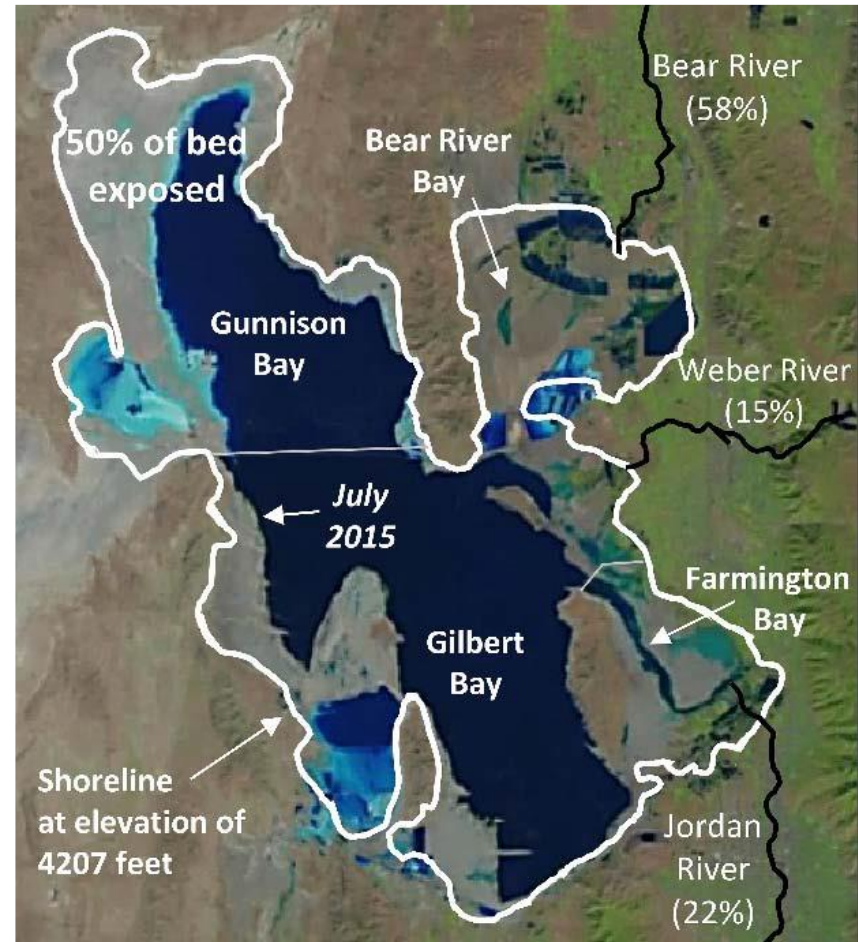 Bear River
(58%)
50% of bed
exposed
Bear River
Bay
Gunnison
Bay
Weber River
(15%)
July
2015
Farmington
Bay
Gilbert
Bay
Shoreline
at elevation of
4207 feet
Jordan
River
(22%)